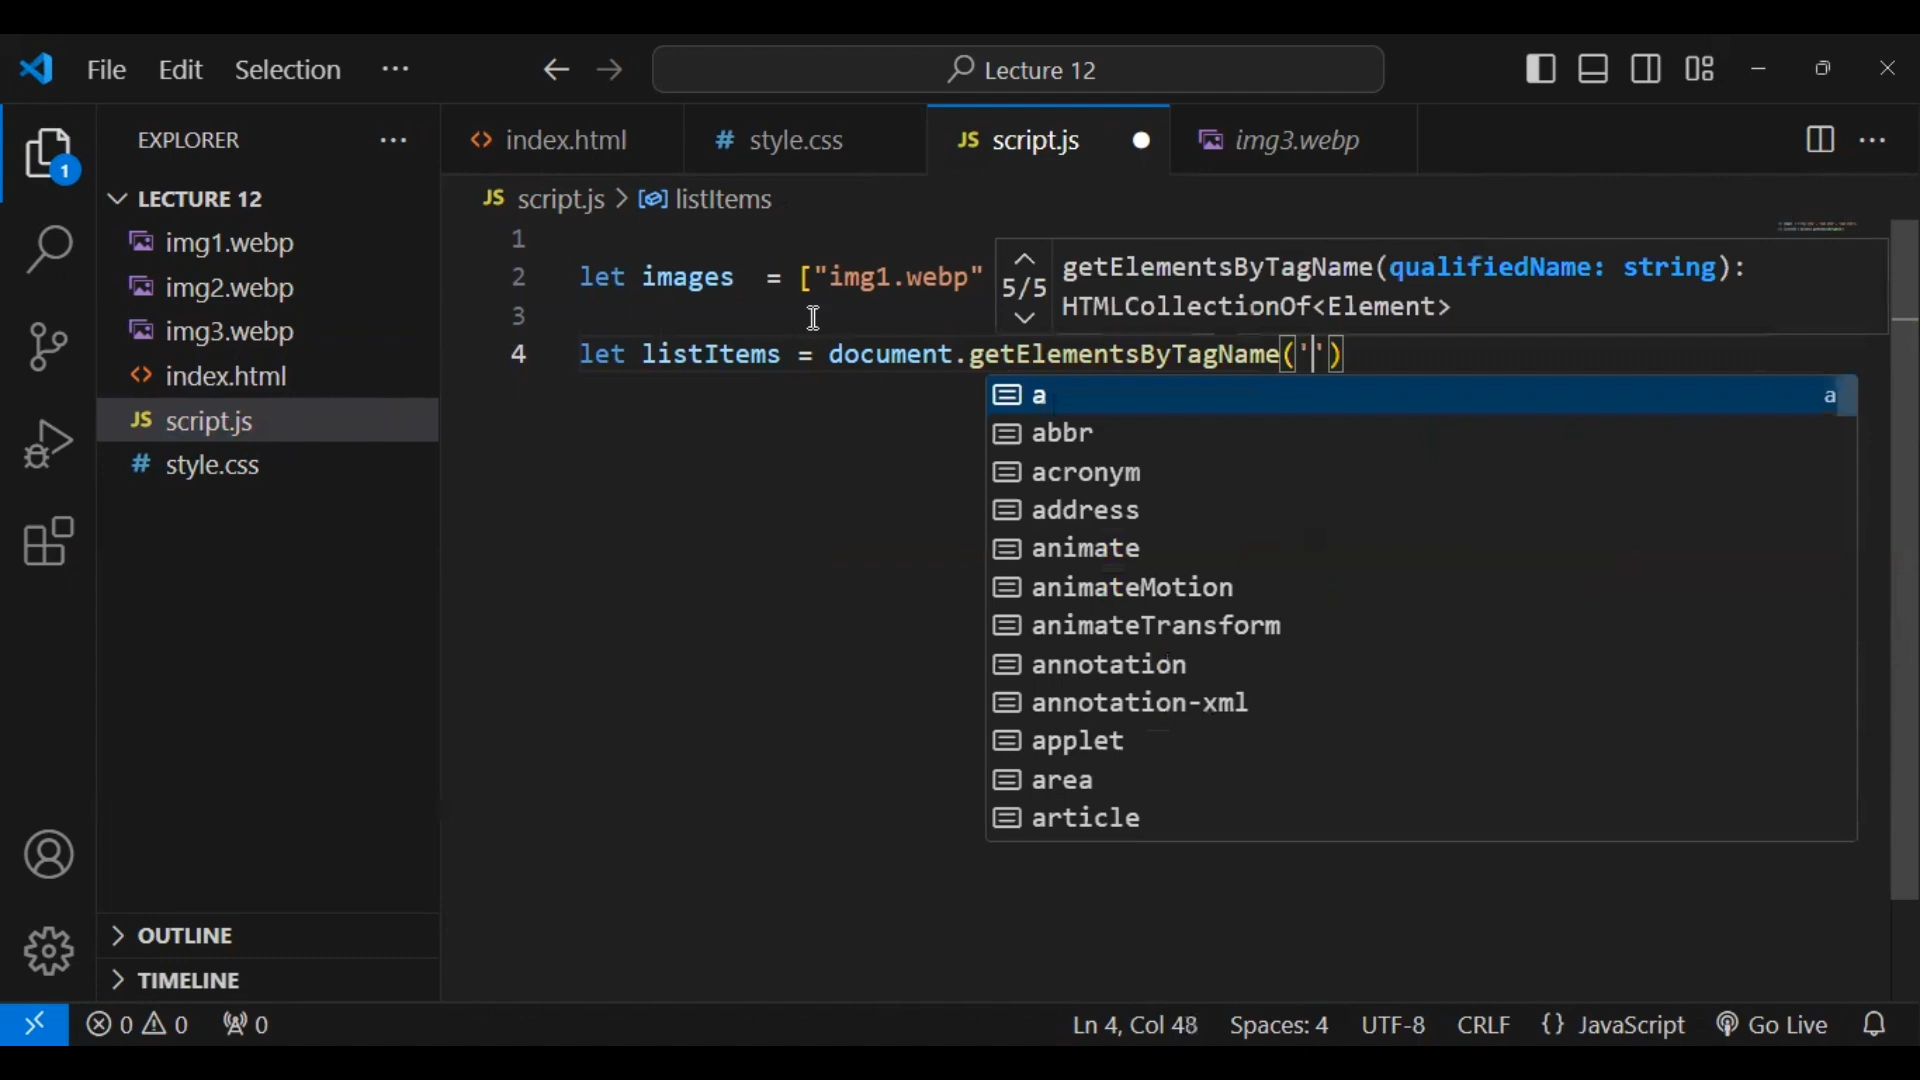 File Edit Selection ··· Lecture 12
EXPLORER ···
1
LECTURE 12
img1.webp
img2.webp
img3.webp
index.html
JS script.js
# style.css
OUTLINE
TIMELINE
index.html # style.css JS script.js img3.webp ···
JS script.js > listItems
1
2 let images = ["img1.webp"
3
4 let listItems = document.getElementsByTagName('')
5/5 getElementsByTagName(qualifiedName: string):
HTMLCollectionOf<Element>
a a
abbr
acronym
address
animate
animateMotion
animateTransform
annotation
annotation-xml
applet
area
article
0 0 0 Ln 4, Col 48 Spaces: 4 UTF-8 CRLF {} JavaScript Go Live